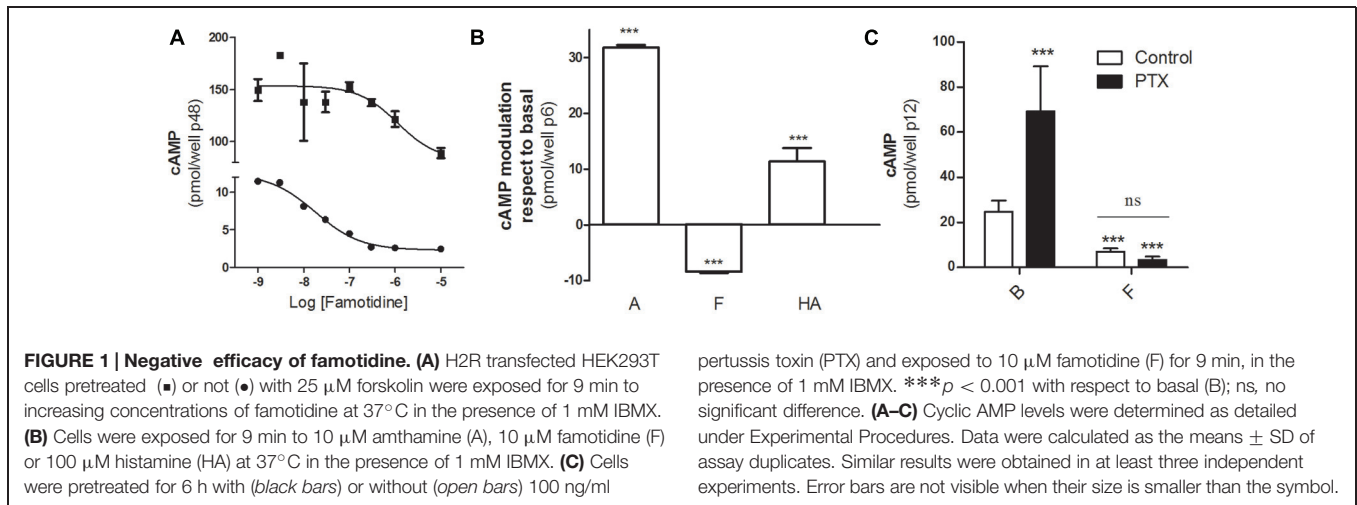 A
200
150
100
10
5
0
cAMP
(pmol/well p48)
-9 -8 -7 -6 -5
Log [Famotidine]
B
30
20
10
0
-10
cAMP modulation
respect to basal
(pmol/well p6)
***
***
***
A F HA
C
100
80
60
40
20
0
cAMP
(pmol/well p12)
Control
PTX
***
ns
*** ***
B F
FIGURE 1 | Negative efficacy of famotidine. (A) H2R transfected HEK293T
cells pretreated (■) or not (●) with 25 μM forskolin were exposed for 9 min to
increasing concentrations of famotidine at 37°C in the presence of 1 mM IBMX.
(B) Cells were exposed for 9 min to 10 μM amthamine (A), 10 μM famotidine (F)
or 100 μM histamine (HA) at 37°C in the presence of 1 mM IBMX. (C) Cells
were pretreated for 6 h with (black bars) or without (open bars) 100 ng/ml
pertussis toxin (PTX) and exposed to 10 μM famotidine (F) for 9 min, in the
presence of 1 mM IBMX. ***p < 0.001 with respect to basal (B); ns, no
significant difference. (A–C) Cyclic AMP levels were determined as detailed
under Experimental Procedures. Data were calculated as the means ± SD of
assay duplicates. Similar results were obtained in at least three independent
experiments. Error bars are not visible when their size is smaller than the symbol.